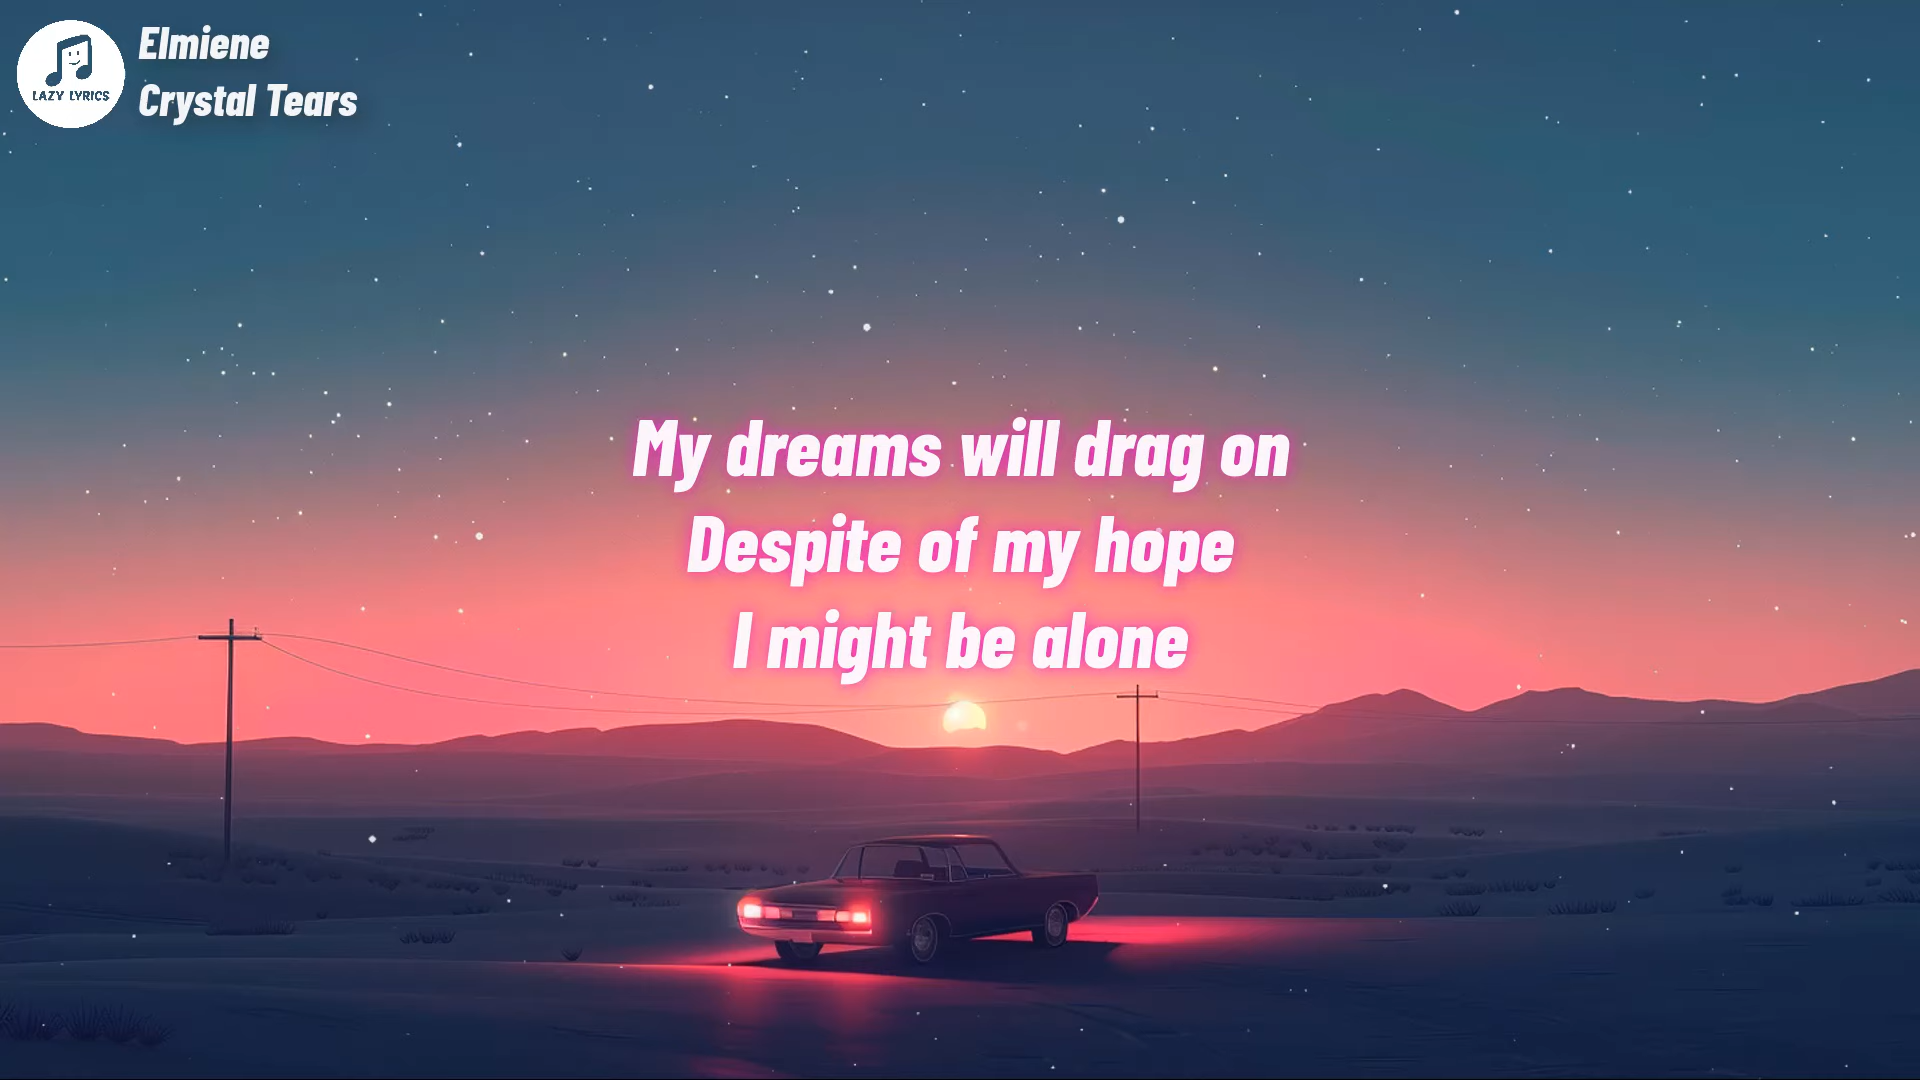 LAZY LYRICS
Elmiene
Crystal Tears
My dreams will drag on
Despite of my hope
I might be alone